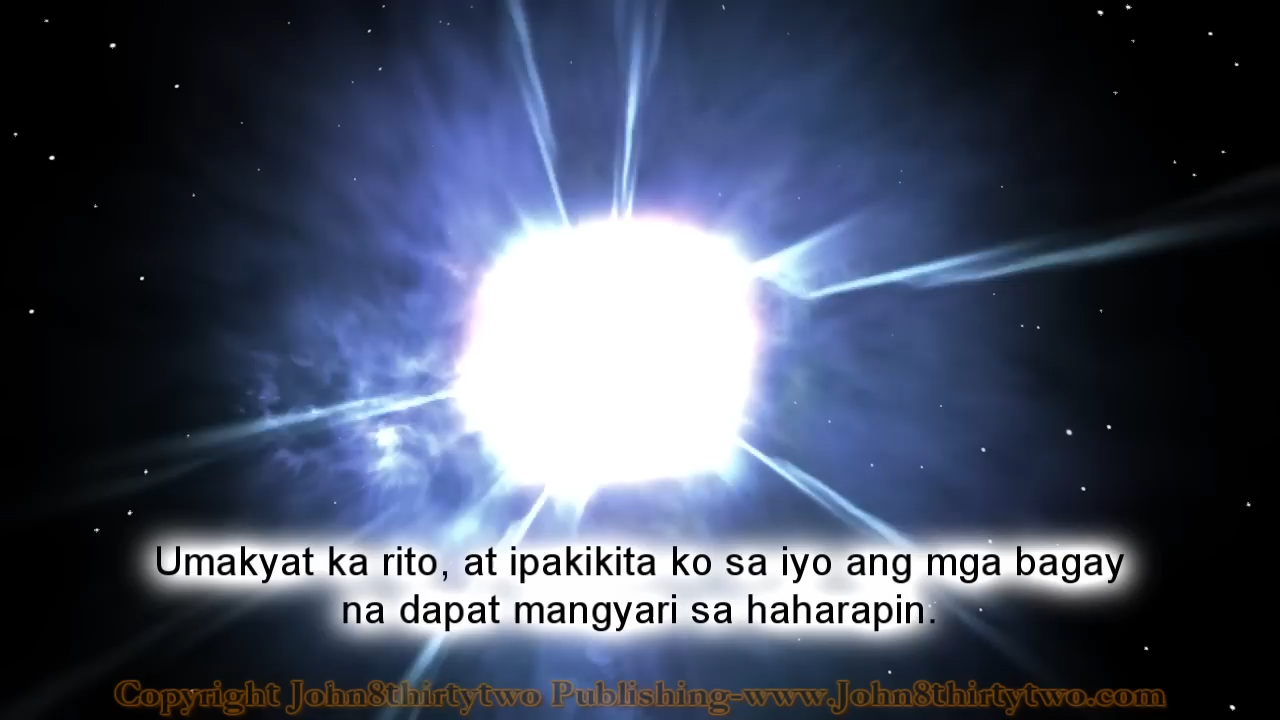 Umakyat ka rito, at ipakikita ko sa iyo ang mga bagay
na dapat mangyari sa haharapin.
Copyright John8thirtytwo Publishing-www.John8thirtytwo.com